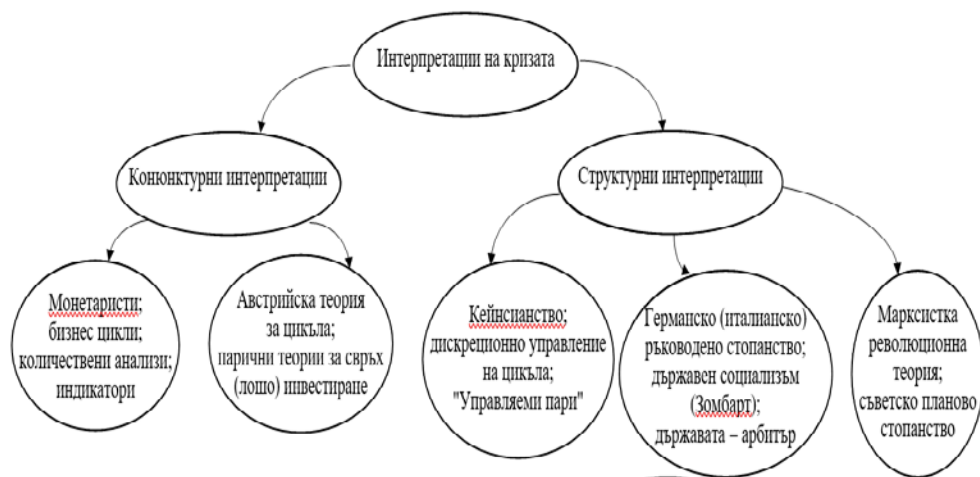 Интерпретации на кризата
Конюнктурни интерпретации
Структурни интерпретации
Монетаристи;
бизнес цикли;
количествени анализи;
индикатори
Австрийска теория
за цикъла;
парични теории за свръх
(лошо) инвестиране
Кейнсианство;
дискреционно управление
на цикъла;
"Управляеми пари"
Германско (италианско)
ръководено стопанство;
държавен социализъм
(Зомбарт);
държавата – арбитър
Марксистка
революционна
теория;
съветско планово
стопанство